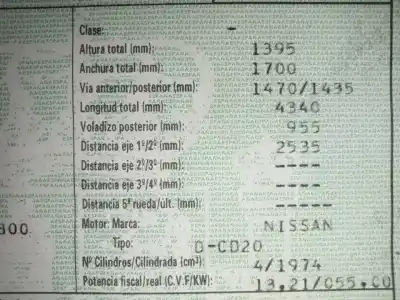 Clase: -
Altura total (mm): 1395
Anchura total (mm): 1700
Via anterior/posterior (mm): 1470/1435
Longitud total (mm): 4340
Voladizo posterior (mm): 955
Distancia eje 1º/2º (mm): 2535
Distancia eje 2º/3º (mm): ----
Distancia eje 3º/4º (mm): ----
Distancia 5ª rueda/últ. (mm): -----
800. Motor: Marca: NISSAN
Tipo: D-CD20
Nº Cilindros/Cilindrada (cm³): 4/1974
Potencia fiscal/real (C.V.F/KW): 13,21/055,00